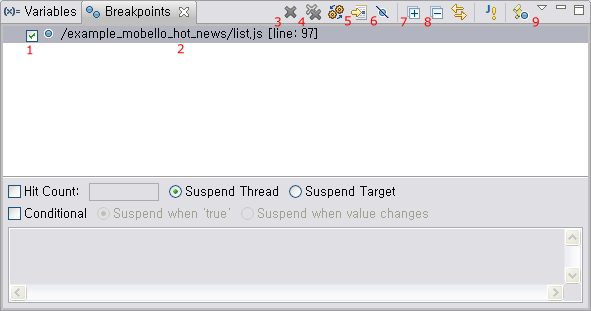 (x)= Variables Breakpoints
3 4 5 6 7 8 9
1 /example_mobello_hot_news/list.js [line: 97]
2
Hit Count: Suspend Thread Suspend Target
Conditional Suspend when 'true' Suspend when value changes